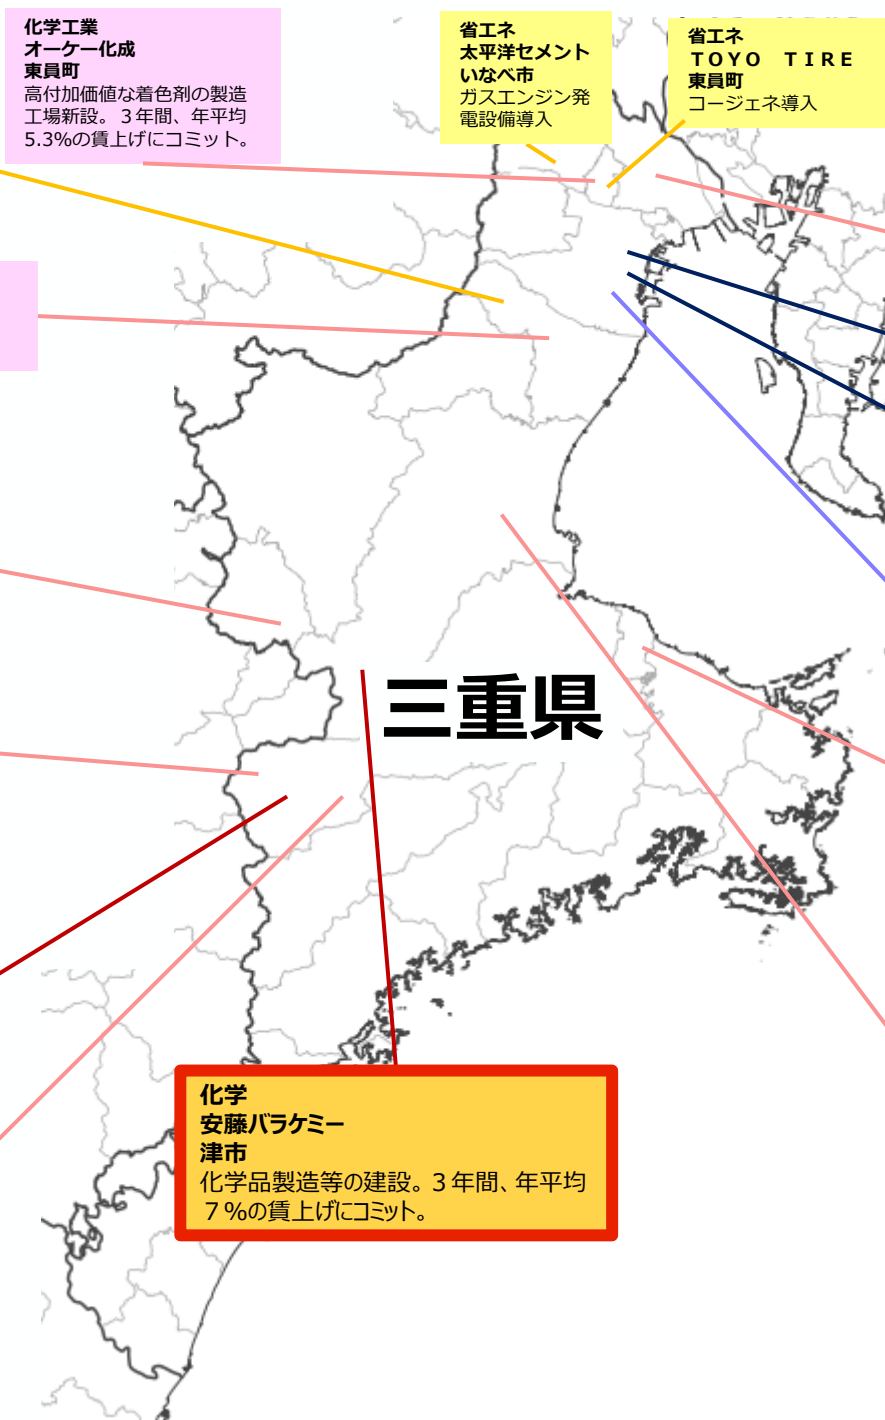 化学工業
オーケー化成
東員町
高付加価値な着色剤の製造
工場新設。３年間、年平均
5.3%の賃上げにコミット。
省エネ
太平洋セメント
いなべ市
ガスエンジン発
電設備導入
省エネ
ＴＯＹＯ　ＴＩＲＥ
東員町
コージェネ導入
三重県
化学
安藤パラケミー
津市
化学品製造等の建設。３年間、年平均
７%の賃上げにコミット。